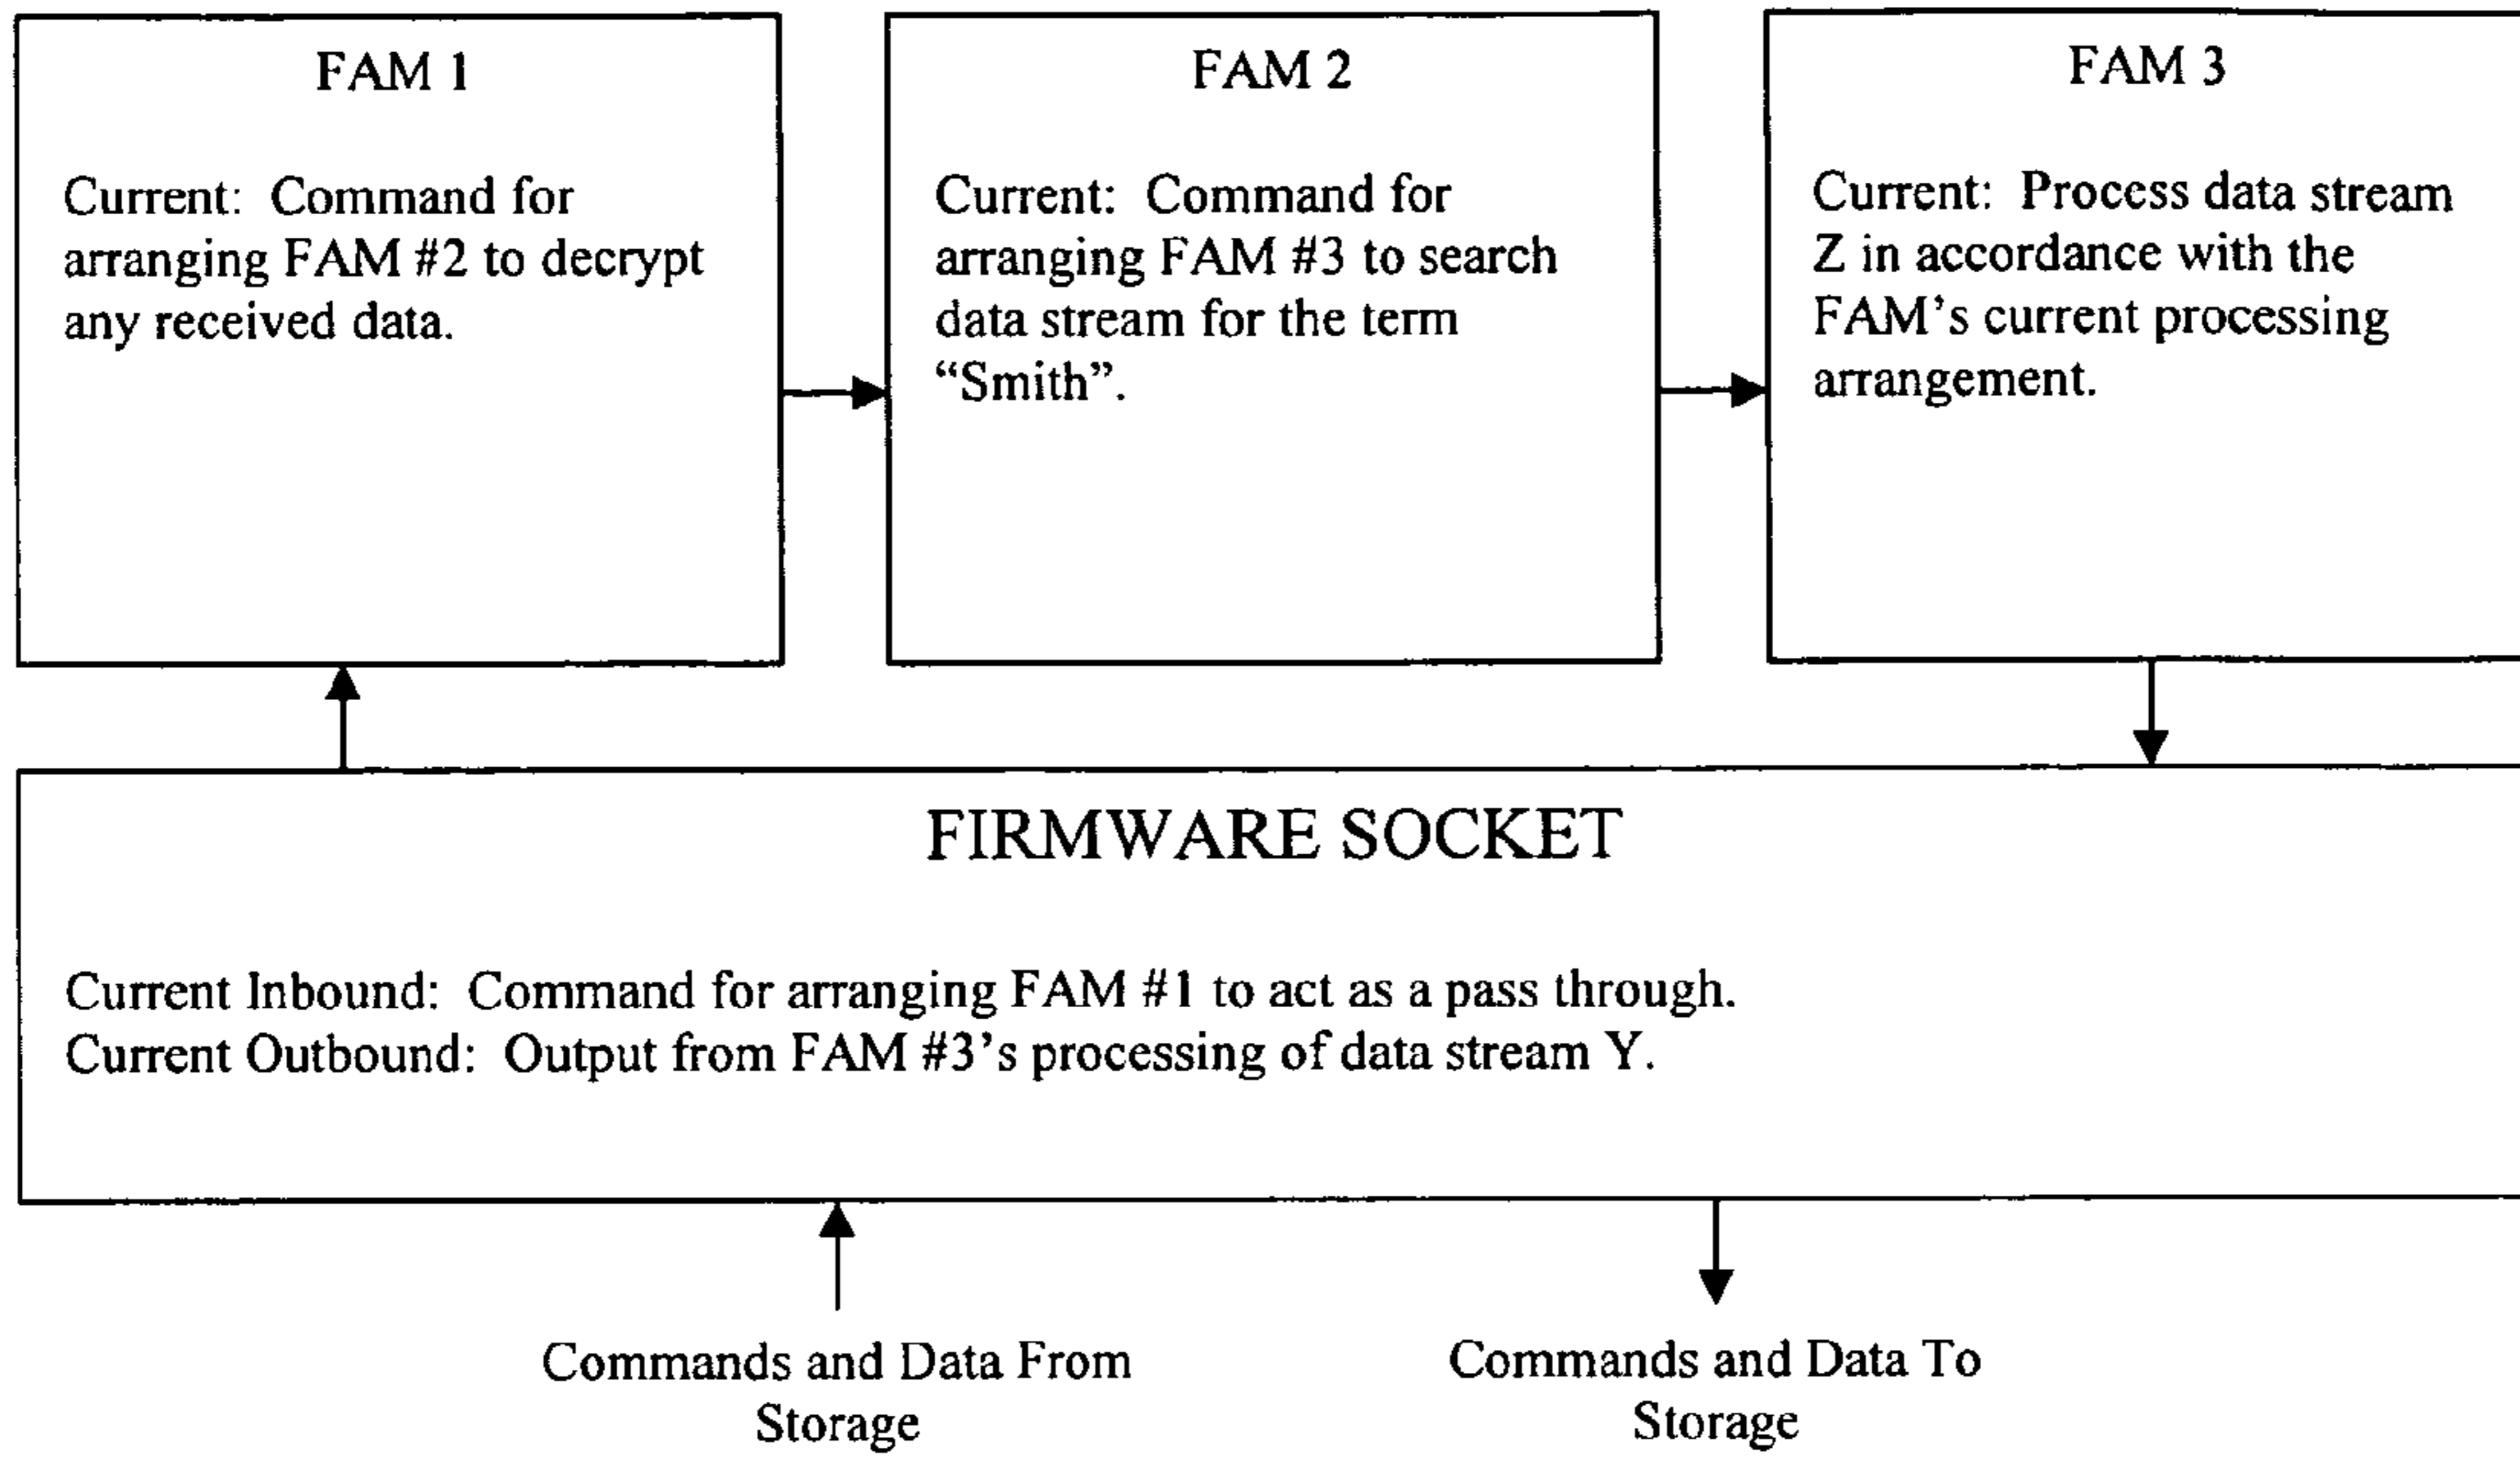 FAM 1
Current: Command for
arranging FAM #2 to decrypt
any received data.
FAM 2
Current: Command for
arranging FAM #3 to search
data stream for the term
“Smith”.
FAM 3
Current: Process data stream
Z in accordance with the
FAM’s current processing
arrangement.
FIRMWARE SOCKET
Current Inbound: Command for arranging FAM #1 to act as a pass through.
Current Outbound: Output from FAM #3’s processing of data stream Y.
Commands and Data From
Storage
Commands and Data To
Storage